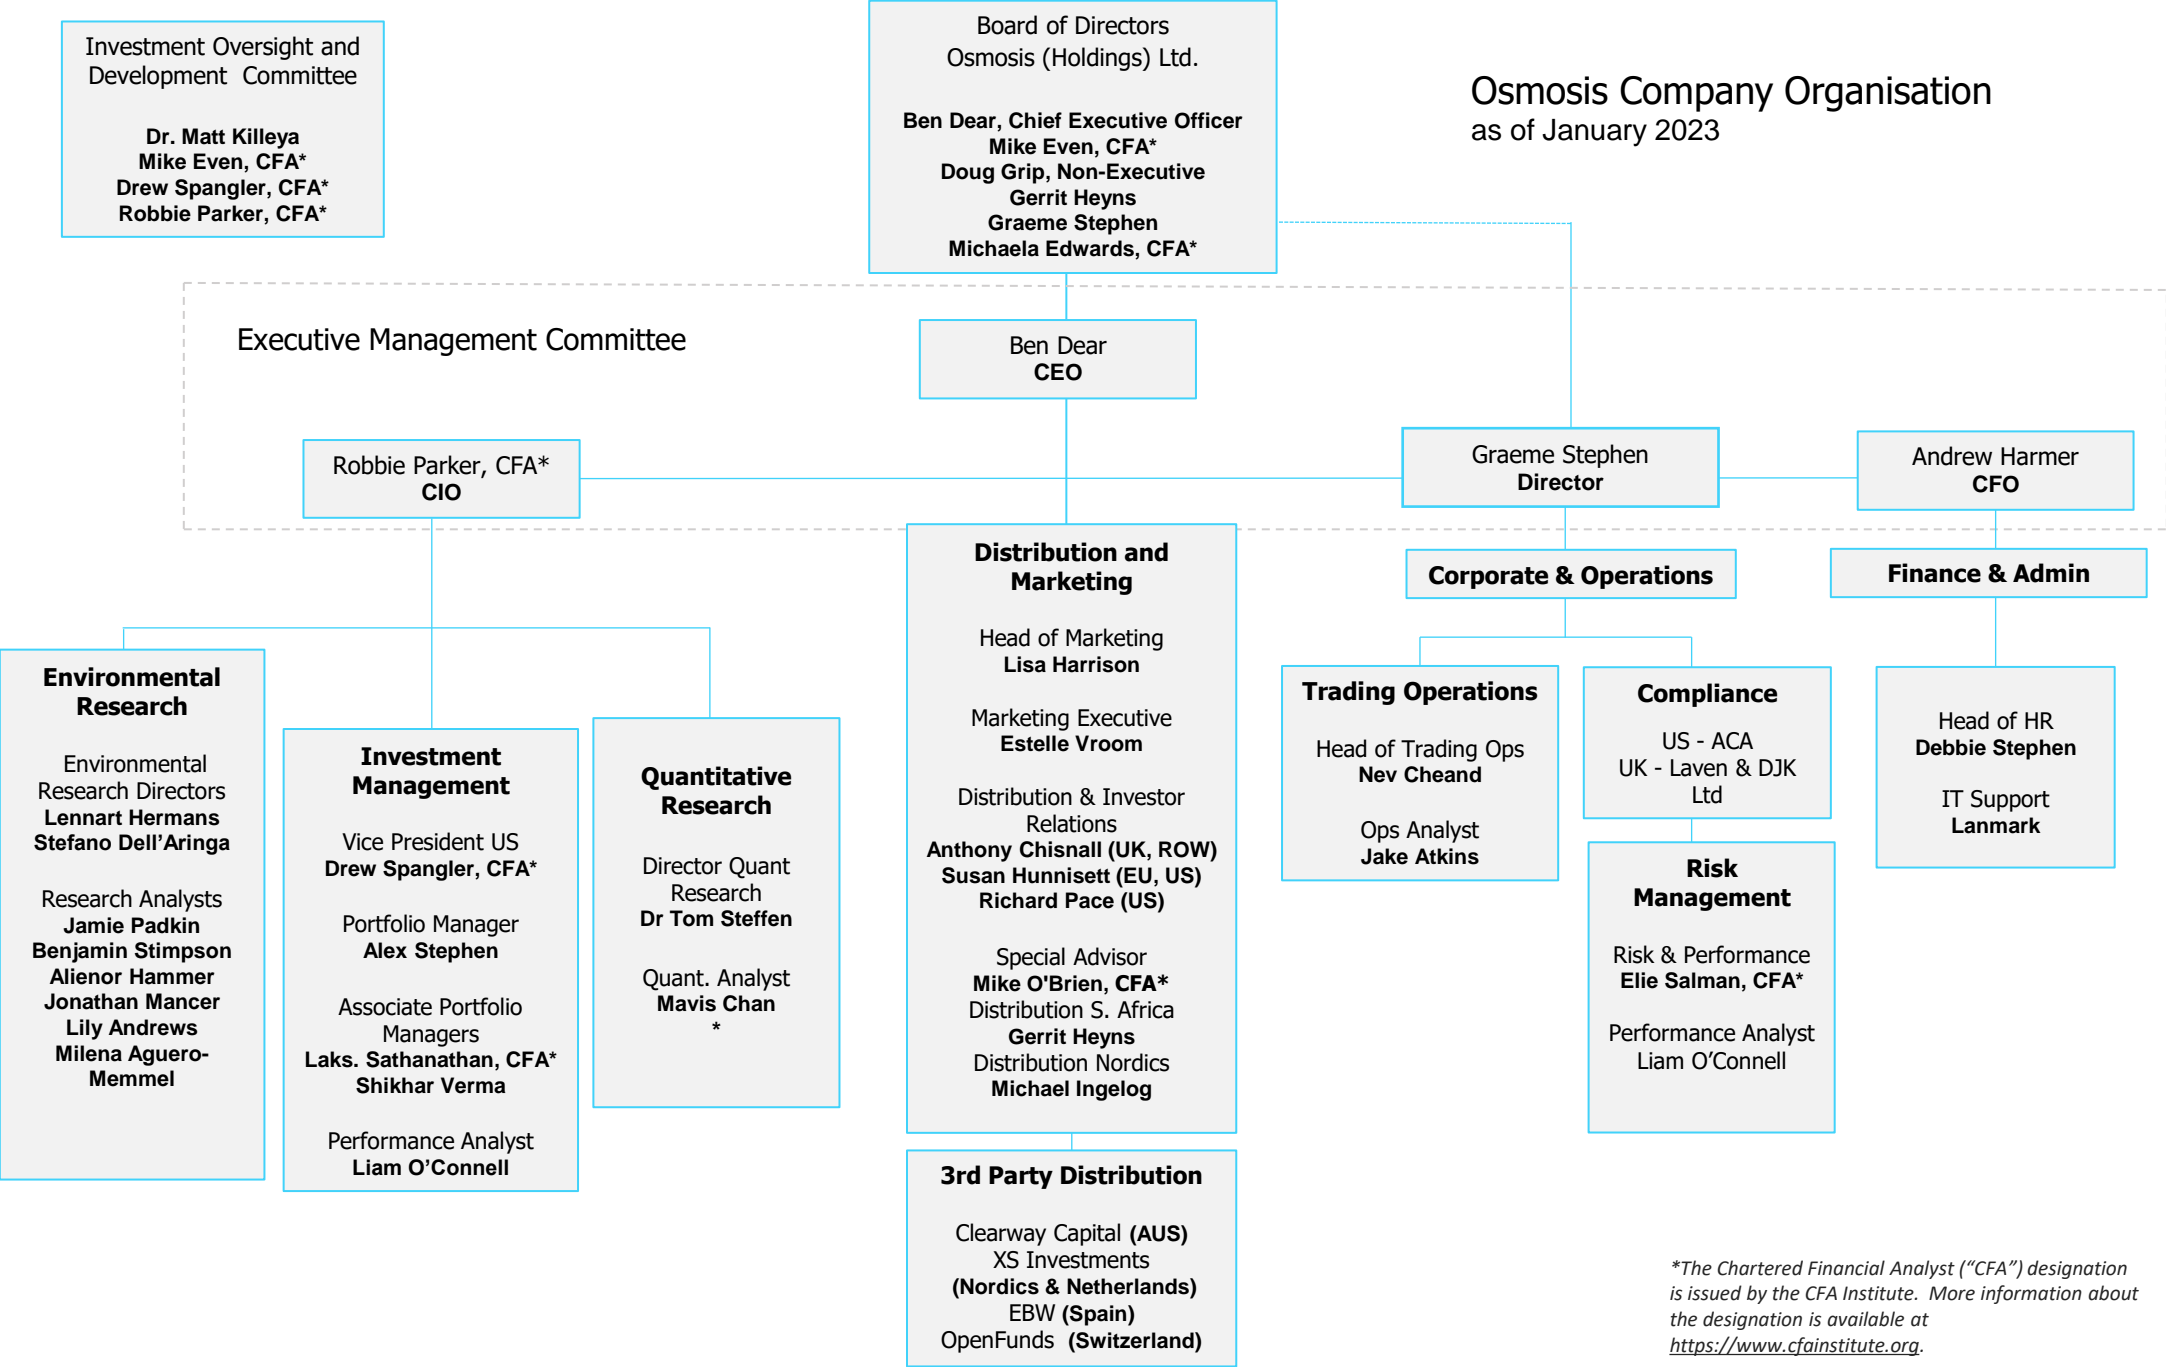 Investment Oversight and
Development Committee
Dr. Matt Killeya
Mike Even, CFA*
Drew Spangler, CFA*
Robbie Parker, CFA*
Board of Directors
Osmosis (Holdings) Ltd.
Ben Dear, Chief Executive Officer
Mike Even, CFA*
Doug Grip, Non-Executive
Gerrit Heyns
Graeme Stephen
Michaela Edwards, CFA*
Osmosis Company Organisation
as of January 2023
Executive Management Committee
Ben Dear
CEO
Robbie Parker, CFA*
CIO
Graeme Stephen
Director
Andrew Harmer
CFO
Environmental
Research
Environmental
Research Directors
Lennart Hermans
Stefano Dell’Aringa
Research Analysts
Jamie Padkin
Benjamin Stimpson
Alienor Hammer
Jonathan Mancer
Lily Andrews
Milena Aguero-
Memmel
Investment
Management
Vice President US
Drew Spangler, CFA*
Portfolio Manager
Alex Stephen
Associate Portfolio
Managers
Laks. Sathanathan, CFA*
Shikhar Verma
Performance Analyst
Liam O’Connell
Quantitative
Research
Director Quant
Research
Dr Tom Steffen
Quant. Analyst
Mavis Chan
*
Distribution and
Marketing
Head of Marketing
Lisa Harrison
Marketing Executive
Estelle Vroom
Distribution & Investor
Relations
Anthony Chisnall (UK, ROW)
Susan Hunnisett (EU, US)
Richard Pace (US)
Special Advisor
Mike O'Brien, CFA*
Distribution S. Africa
Gerrit Heyns
Distribution Nordics
Michael Ingelog
3rd Party Distribution
Clearway Capital (AUS)
XS Investments
(Nordics & Netherlands)
EBW (Spain)
OpenFunds (Switzerland)
Corporate & Operations
Trading Operations
Head of Trading Ops
Nev Cheand
Ops Analyst
Jake Atkins
Compliance
US - ACA
UK - Laven & DJK
Ltd
Risk
Management
Risk & Performance
Elie Salman, CFA*
Performance Analyst
Liam O’Connell
Finance & Admin
Head of HR
Debbie Stephen
IT Support
Lanmark
*The Chartered Financial Analyst (“CFA”) designation
is issued by the CFA Institute. More information about
the designation is available at
https://www.cfainstitute.org.